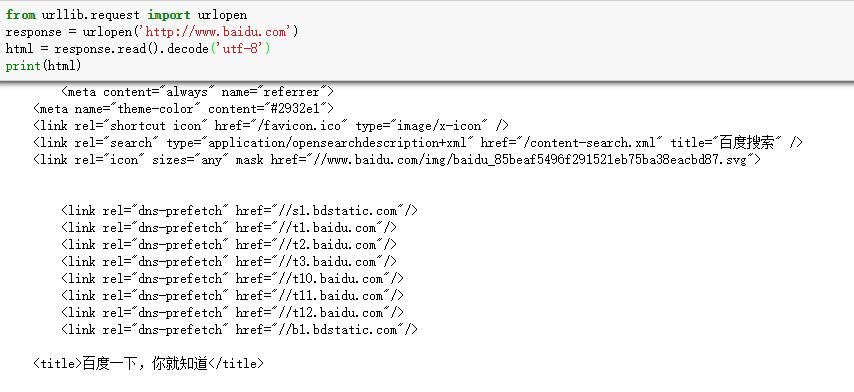 from urllib.request import urlopen
response = urlopen('http://www.baidu.com')
html = response.read().decode('utf-8')
print(html)
<meta content="always" name="referrer">
<meta name="theme-color" content="#2932e1">
<link rel="shortcut icon" href="/favicon.ico" type="image/x-icon" />
<link rel="search" type="application/opensearchdescription+xml" href="/content-search.xml" title="百度搜索" />
<link rel="icon" sizes="any" mask href="//www.baidu.com/img/baidu_85beaf5496f291521eb75ba38eacbd87.svg">
<link rel="dns-prefetch" href="//s1.bdstatic.com"/>
<link rel="dns-prefetch" href="//t1.baidu.com"/>
<link rel="dns-prefetch" href="//t2.baidu.com"/>
<link rel="dns-prefetch" href="//t3.baidu.com"/>
<link rel="dns-prefetch" href="//t10.baidu.com"/>
<link rel="dns-prefetch" href="//t11.baidu.com"/>
<link rel="dns-prefetch" href="//t12.baidu.com"/>
<link rel="dns-prefetch" href="//b1.bdstatic.com"/>
<title>百度一下，你就知道</title>